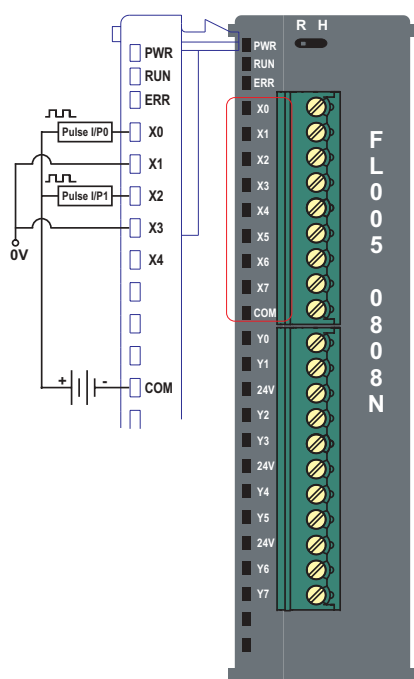 PWR
RUN
ERR
Pulse I/P0
X0
X1
Pulse I/P1
X2
X3
0V
X4
+
-
COM
R H
PWR
RUN
ERR
X0
X1
X2
X3
X4
X5
X6
X7
COM
Y0
Y1
24V
Y2
Y3
24V
Y4
Y5
24V
Y6
Y7
FL005 0808N